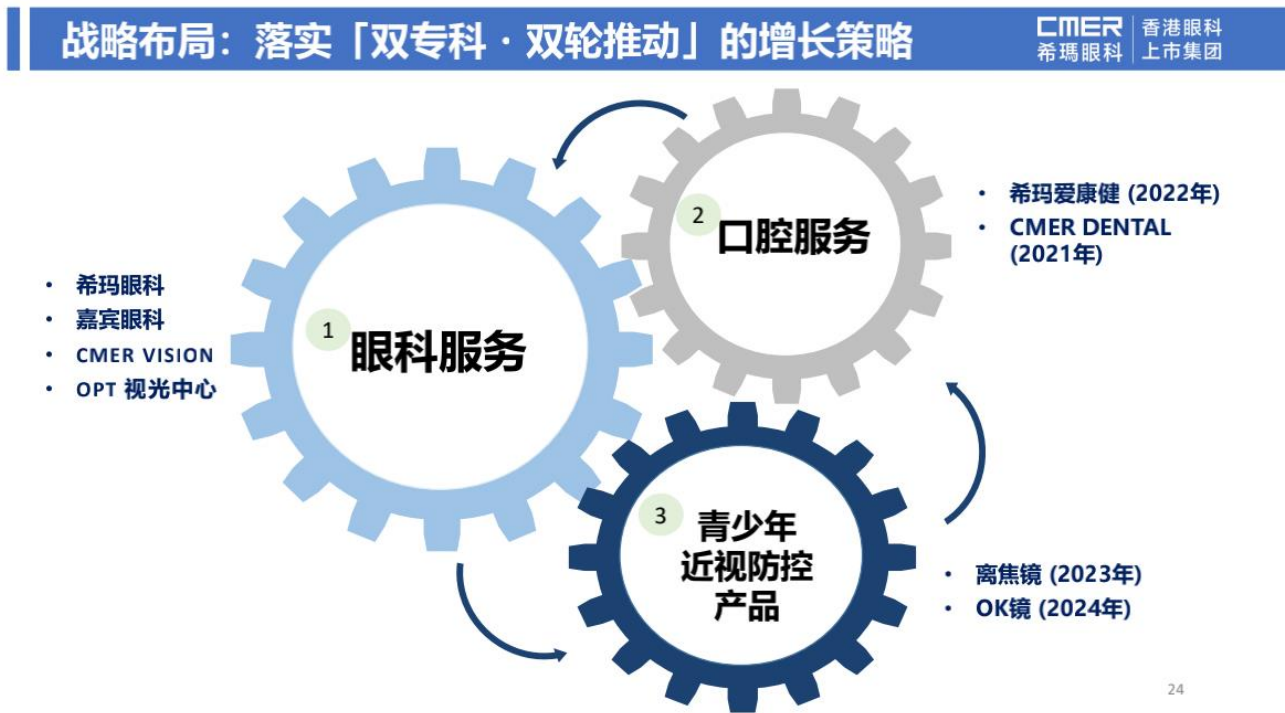 战略布局：落实「双专科·双轮推动」的增长策略
CMER
希瑪眼科
香港眼科
上市集团
• 希玛眼科
• 嘉宾眼科
• CMER VISION
• OPT 视光中心
1
眼科服务
2
口腔服务
• 希玛爱康健 (2022年)
• CMER DENTAL
(2021年)
3
青少年
近视防控
产品
• 离焦镜 (2023年)
• OK镜 (2024年)
24